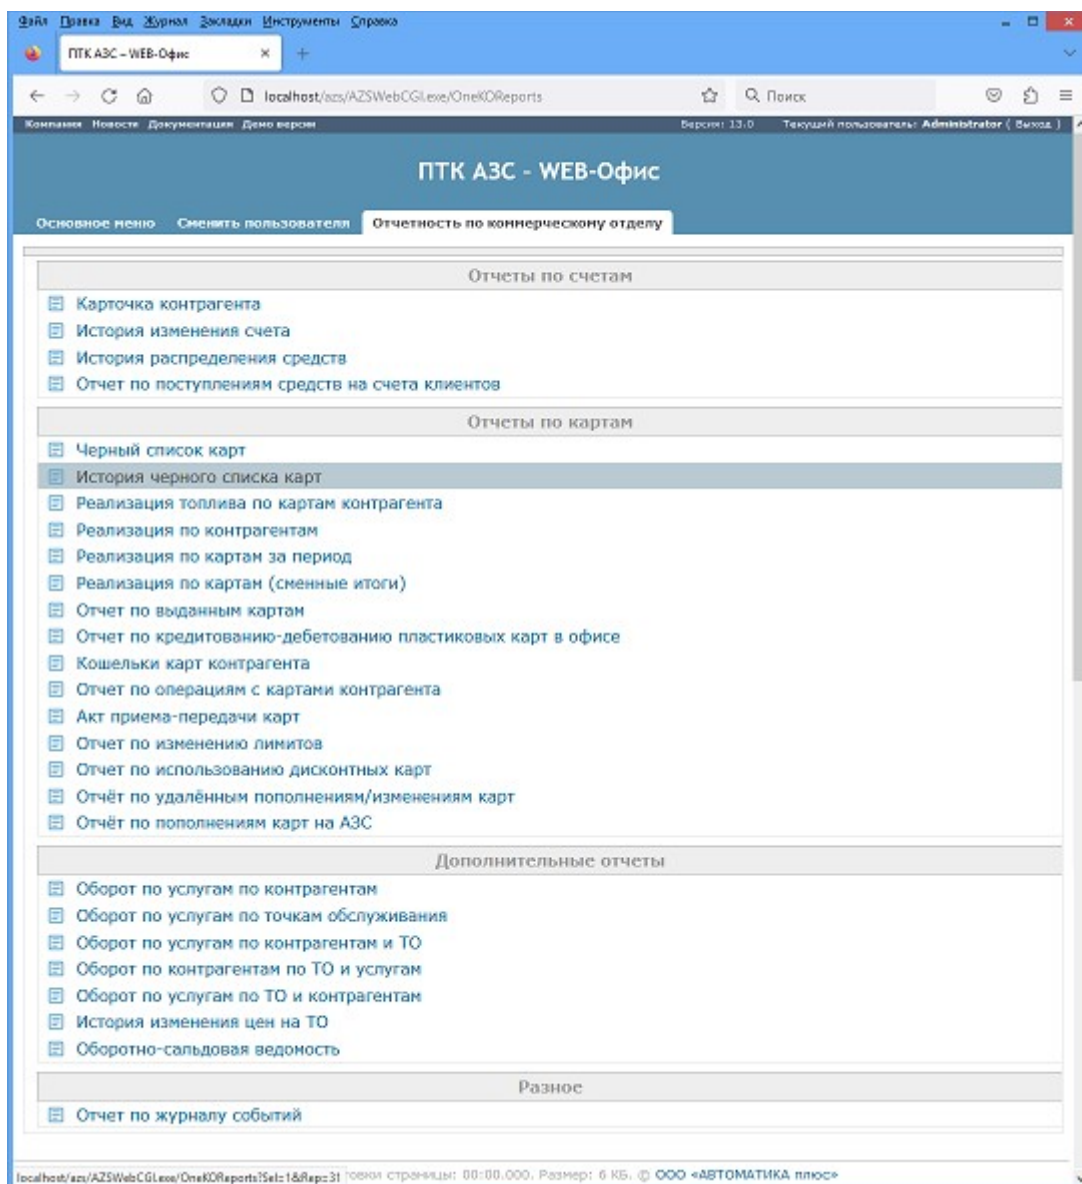 Файл Правка Вид Журнал Закладки Инструменты Справка
ПТК АЗС – WEB-Офис
localhost/azs/AZSWebCGI.exe/OneKOReports
Поиск
Компания Новости Документация Демо версии Версия: 13.0 Текущий пользователь: Administrator ( Выход )
ПТК АЗС - WEB-Офис
Основное меню Сменить пользователя Отчетность по коммерческому отделу
Отчеты по счетам
Карточка контрагента
История изменения счета
История распределения средств
Отчет по поступлениям средств на счета клиентов
Отчеты по картам
Черный список карт
История черного списка карт
Реализация топлива по картам контрагента
Реализация по контрагентам
Реализация по картам за период
Реализация по картам (сменные итоги)
Отчет по выданным картам
Отчет по кредитованию-дебетованию пластиковых карт в офисе
Кошельки карт контрагента
Отчет по операциям с картами контрагента
Акт приема-передачи карт
Отчет по изменению лимитов
Отчет по использованию дисконтных карт
Отчёт по удалённым пополнениям/изменениям карт
Отчёт по пополнениям карт на АЗС
Дополнительные отчеты
Оборот по услугам по контрагентам
Оборот по услугам по точкам обслуживания
Оборот по услугам по контрагентам и ТО
Оборот по контрагентам по ТО и услугам
Оборот по услугам по ТО и контрагентам
История изменения цен на ТО
Оборотно-сальдовая ведомость
Разное
Отчет по журналу событий
localhost/azs/AZSWebCGI.exe/OneKOReports?Sel=1&Rep=31 товки страницы: 00:00.000. Размер: 6 КБ. © ООО «АВТОМАТИКА плюс»